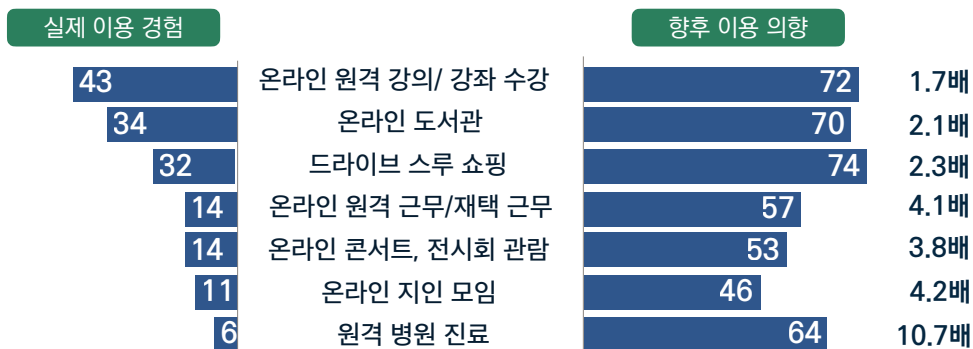 실제 이용 경험 향후 이용 의향
43 온라인 원격 강의/ 강좌 수강 72 1.7배
34 온라인 도서관 70 2.1배
32 드라이브 스루 쇼핑 74 2.3배
14 온라인 원격 근무/재택 근무 57 4.1배
14 온라인 콘서트, 전시회 관람 53 3.8배
11 온라인 지인 모임 46 4.2배
6 원격 병원 진료 64 10.7배